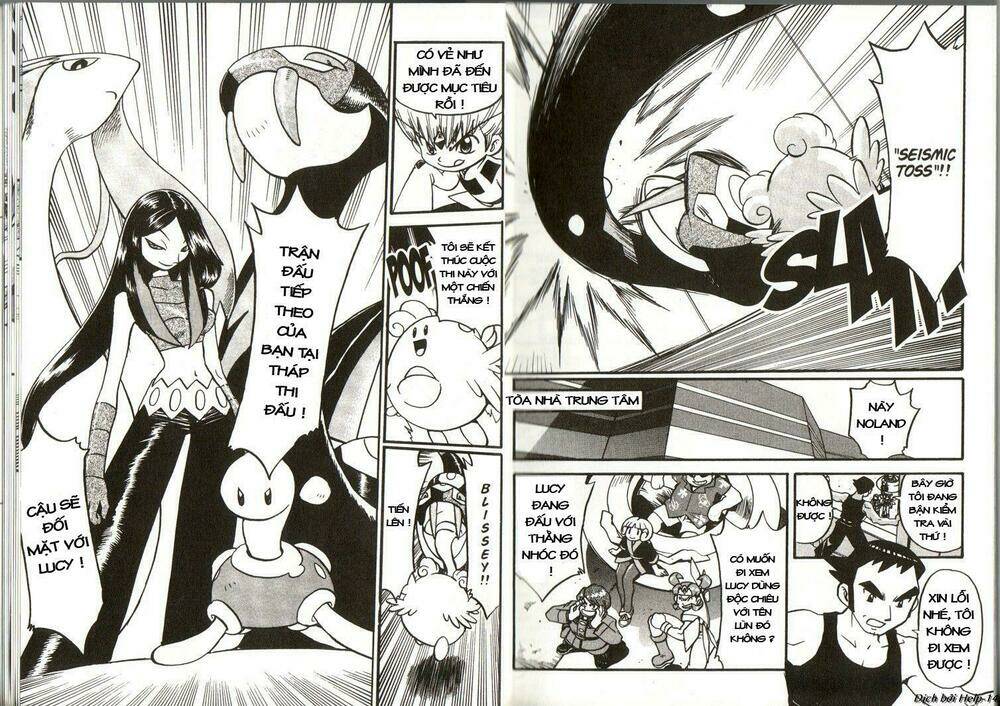 "SEISMIC
TOSS"!!
SLAM
NÀY
NOLAND
!
TÒA NHÀ TRUNG TÂM
BÂY GIỜ
TÔI ĐANG
BẬN KIỂM
TRA VÀI
THỨ !
KHÔNG
ĐƯỢC !
XIN LỖI
NHÉ, TÔI
KHÔNG
ĐI XEM
ĐƯỢC !
CÓ MUỐN
ĐI XEM
LUCY DÙNG
ĐỘC CHIÊU
VỚI TÊN
LÙN ĐÓ
KHÔNG ?
LUCY
ĐANG
ĐẤU VỚI
THẰNG
NHÓC ĐÓ
!
Dịch bởi Help-14
CÓ VẺ NHƯ
MÌNH ĐÃ ĐẾN
ĐƯỢC MỤC TIÊU
RỒI !
TÔI SẼ KẾT
THÚC CUỘC
THI NÀY VỚI
MỘT CHIẾN
THẮNG !
POOF
BLISSEY!!
TIẾN
LÊN !
TRẬN
ĐẤU
TIẾP
THEO
CỦA
BẠN TẠI
THÁP
THI
ĐẤU !
CẬU SẼ
ĐỐI
MẶT VỚI
LUCY !